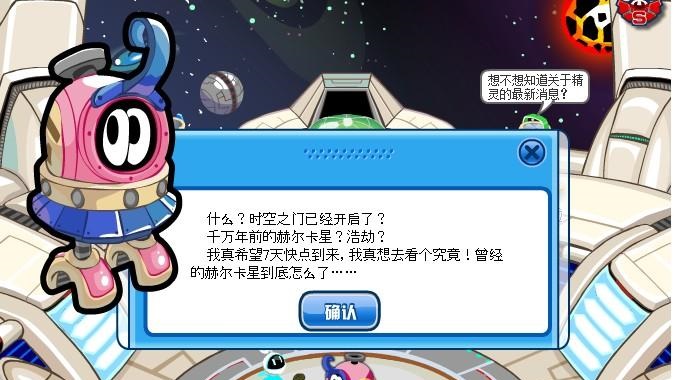 想不想知道关于精
灵的最新消息？
什么？时空之门已经开启了？
千万年前的赫尔卡星？浩劫？
我真希望7天快点到来，我真想去看个究竟！曾经
的赫尔卡星到底怎么了……
确认
S